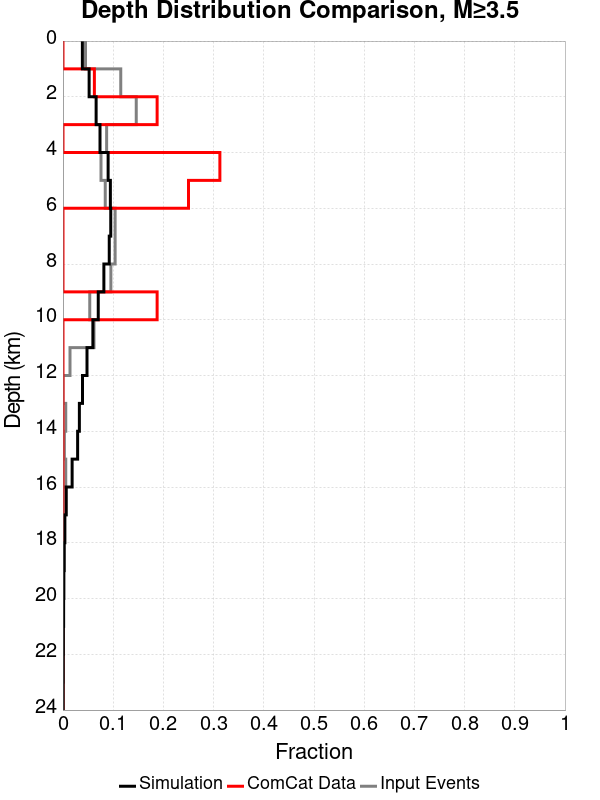 Depth Distribution Comparison, M≥3.5
0
2
4
6
8
10
12
14
16
18
20
22
24
Depth (km)
0 0.1 0.2 0.3 0.4 0.5 0.6 0.7 0.8 0.9 1
Fraction
Simulation ComCat Data Input Events